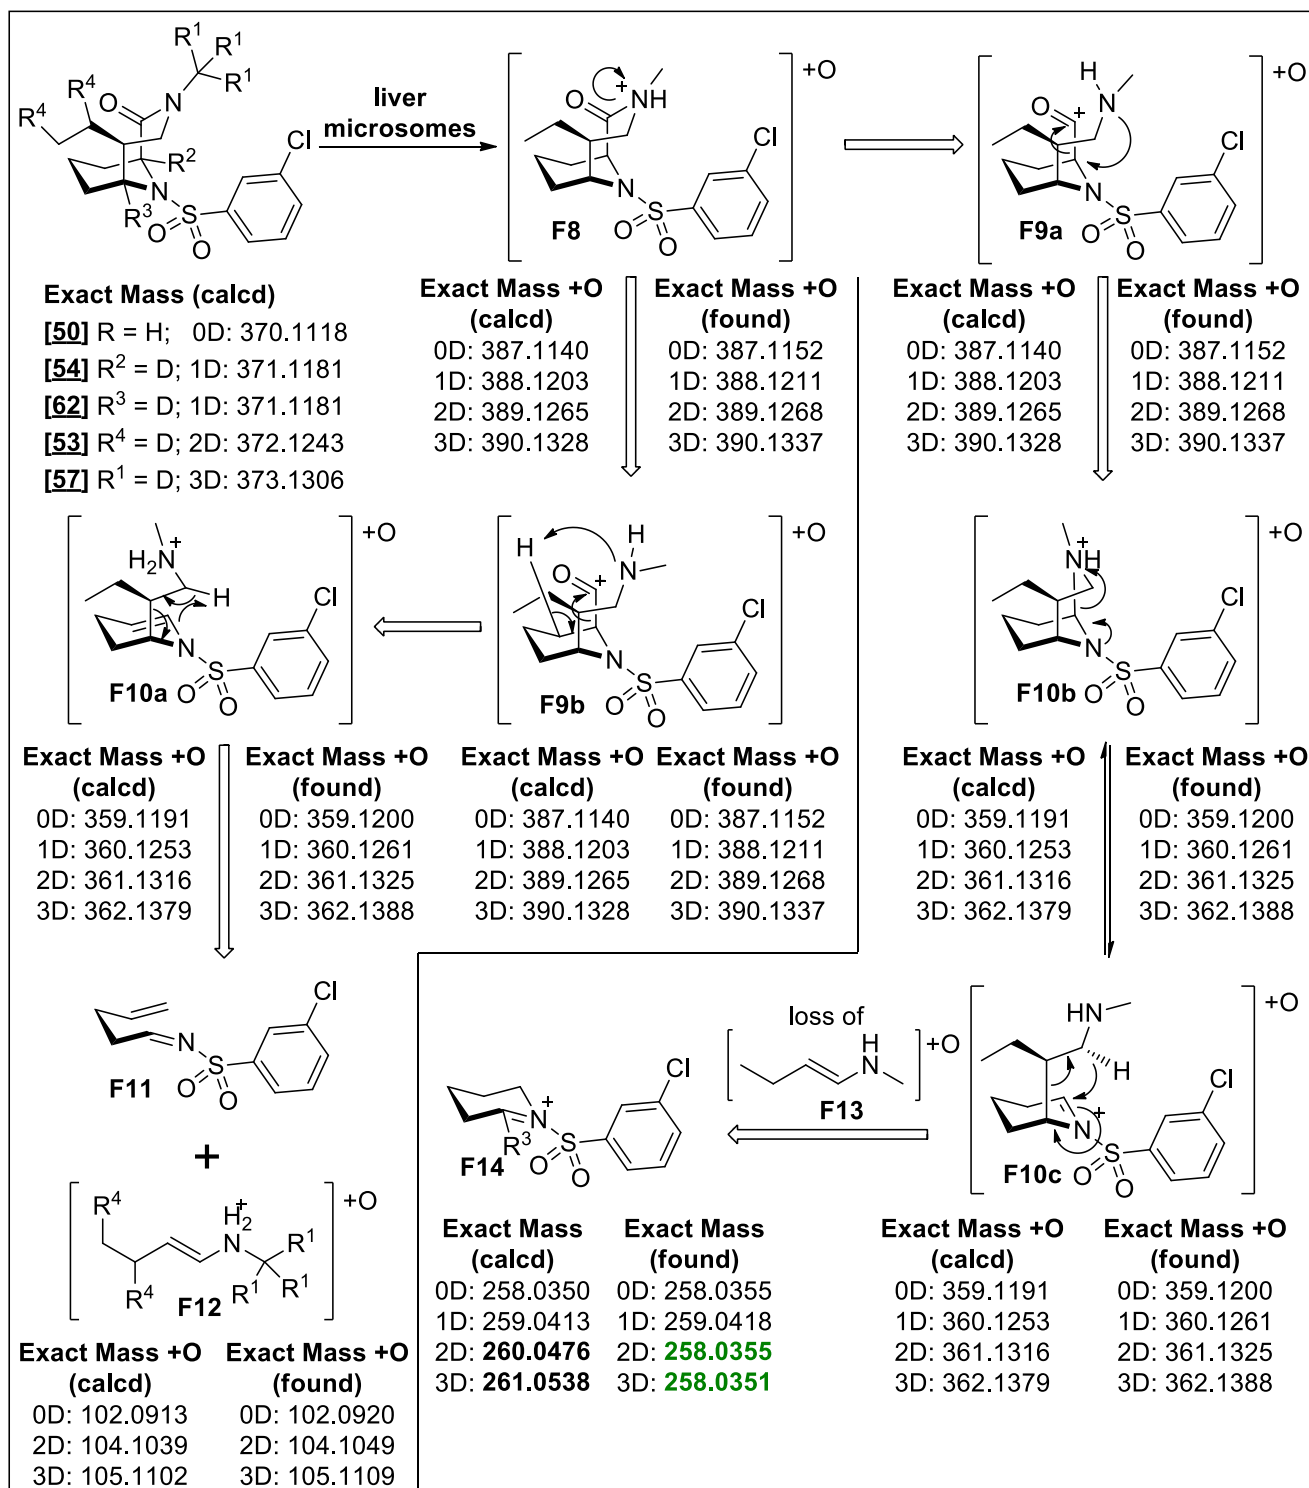 R¹
R¹
R¹
R⁴
R⁴
O
N
Cl
R²
N
R³
S
O
O
liver
microsomes
+O
O
+
NH
Cl
N
S
O
O
F8
+O
H
N
O
+
Cl
N
S
O
O
F9a
Exact Mass (calcd)
[50] R = H; 0D: 370.1118
[54] R² = D; 1D: 371.1181
[62] R³ = D; 1D: 371.1181
[53] R⁴ = D; 2D: 372.1243
[57] R¹ = D; 3D: 373.1306
Exact Mass +O
(calcd)
0D: 387.1140
1D: 388.1203
2D: 389.1265
3D: 390.1328
Exact Mass +O
(found)
0D: 387.1152
1D: 388.1211
2D: 389.1268
3D: 390.1337
Exact Mass +O
(calcd)
0D: 387.1140
1D: 388.1203
2D: 389.1265
3D: 390.1328
Exact Mass +O
(found)
0D: 387.1152
1D: 388.1211
2D: 389.1268
3D: 390.1337
+O
H₂N
+
H
Cl
N
S
O
O
F10a
+O
H
H
N
O
+
Cl
N
S
O
O
F9b
+O
+
NH
Cl
N
S
O
O
F10b
Exact Mass +O
(calcd)
0D: 359.1191
1D: 360.1253
2D: 361.1316
3D: 362.1379
Exact Mass +O
(found)
0D: 359.1200
1D: 360.1261
2D: 361.1325
3D: 362.1388
Exact Mass +O
(calcd)
0D: 387.1140
1D: 388.1203
2D: 389.1265
3D: 390.1328
Exact Mass +O
(found)
0D: 387.1152
1D: 388.1211
2D: 389.1268
3D: 390.1337
Exact Mass +O
(calcd)
0D: 359.1191
1D: 360.1253
2D: 361.1316
3D: 362.1379
Exact Mass +O
(found)
0D: 359.1200
1D: 360.1261
2D: 361.1325
3D: 362.1388
Cl
N
S
O
O
F11
+
+O
R⁴
R⁴
H₂
+
N
R¹
R¹
R¹
F12
Exact Mass +O
(calcd)
0D: 102.0913
2D: 104.1039
3D: 105.1102
Exact Mass +O
(found)
0D: 102.0920
2D: 104.1049
3D: 105.1109
loss of
+O
H
N
F13
Cl
+
N
R³
S
O
O
F14
+O
HN
H
Cl
+
N
S
O
O
F10c
Exact Mass
(calcd)
0D: 258.0350
1D: 259.0413
2D: 260.0476
3D: 261.0538
Exact Mass
(found)
0D: 258.0355
1D: 259.0418
2D: 258.0355
3D: 258.0351
Exact Mass +O
(calcd)
0D: 359.1191
1D: 360.1253
2D: 361.1316
3D: 362.1379
Exact Mass +O
(found)
0D: 359.1200
1D: 360.1261
2D: 361.1325
3D: 362.1388